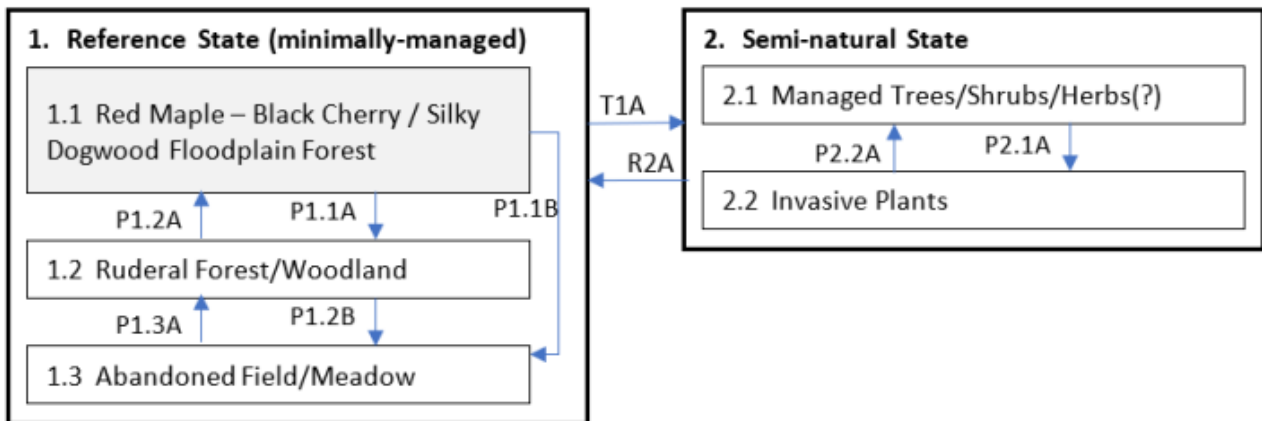 1. Reference State (minimally-managed)
1.1 Red Maple – Black Cherry / Silky
Dogwood Floodplain Forest
P1.2A
P1.1A
P1.1B
1.2 Ruderal Forest/Woodland
P1.3A
P1.2B
1.3 Abandoned Field/Meadow
T1A
R2A
2. Semi-natural State
2.1 Managed Trees/Shrubs/Herbs(?)
P2.2A
P2.1A
2.2 Invasive Plants